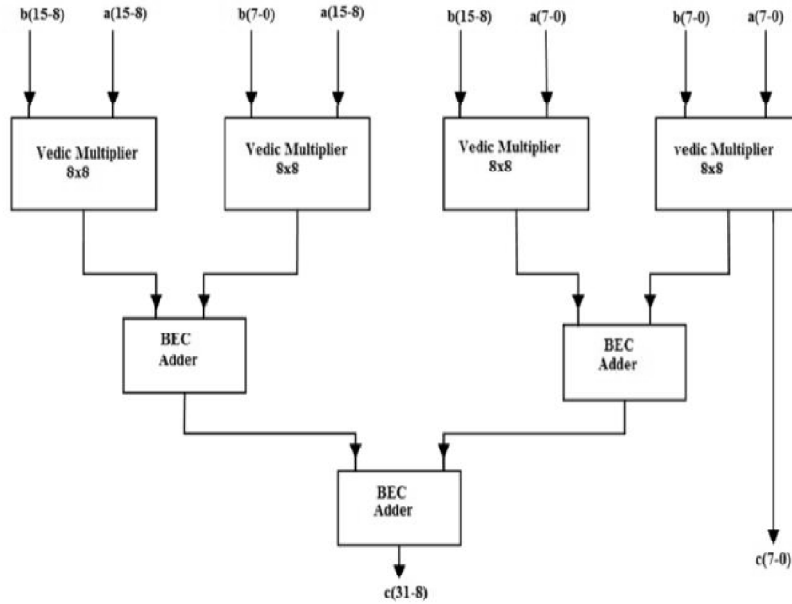 b(15-8) a(15-8) b(7-0) a(15-8) b(15-8) a(7-0) b(7-0) a(7-0)
Vedic Multiplier
8x8
Vedic Multiplier
8x8
Vedic Multiplier
8x8
vedic Multiplier
8x8
BEC
Adder
BEC
Adder
BEC
Adder
c(7-0)
c(31-8)